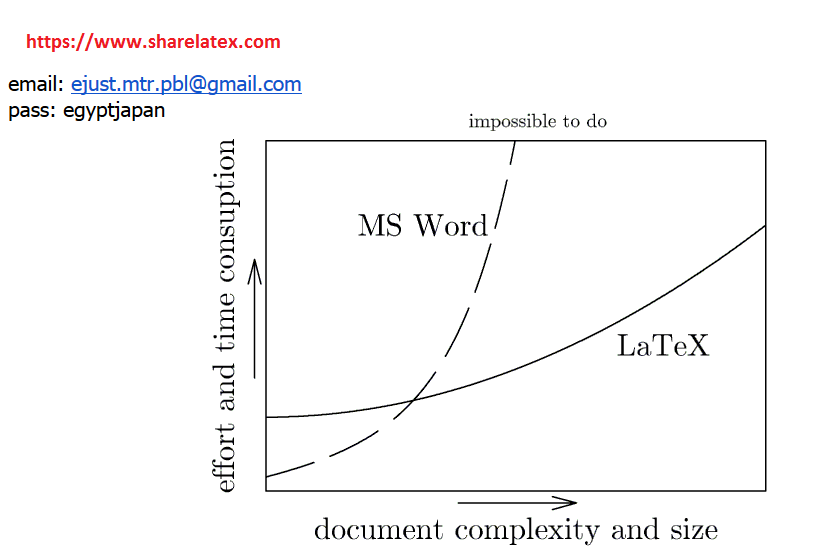 https://www.sharelatex.com
email: ejust.mtr.pbl@gmail.com
pass: egyptjapan
impossible to do
MS Word
LaTeX
effort and time consuption
document complexity and size